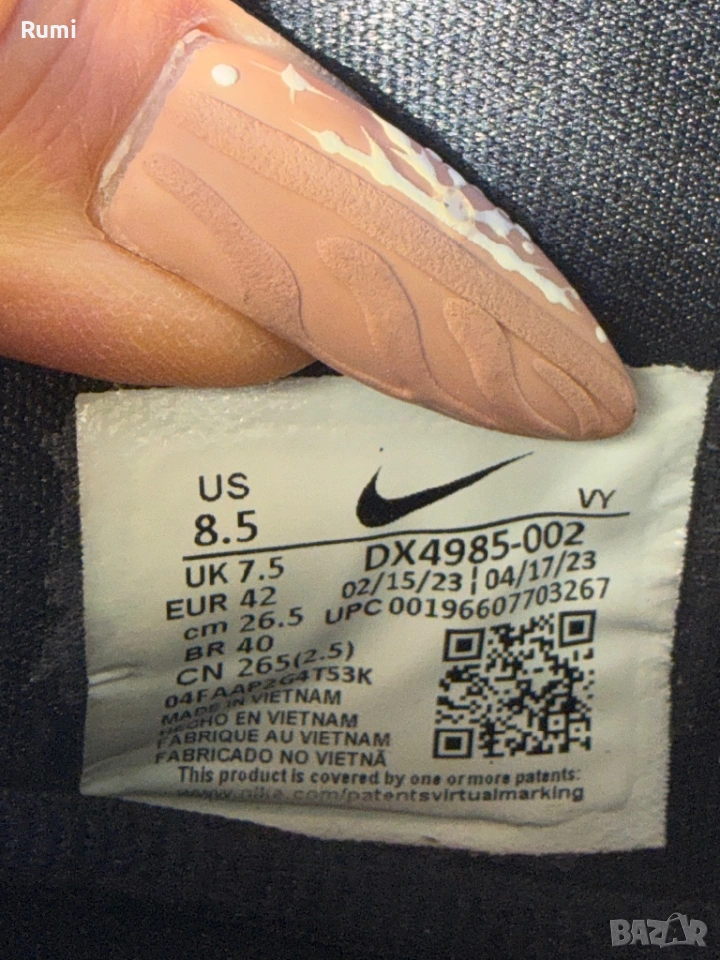 Rumi
US
8.5
VY
UK 7.5
DX4985-002
EUR 42
02/15/23 | 04/17/23
cm 26.5
UPC 00196607703267
BR 40
CN 265(2.5)
04FAAP2G4T53K
MADE IN VIETNAM
HECHO EN VIETNAM
FABRIQUE AU VIETNAM
FABRICADO NO VIETNÃ
This product is covered by one or more patents:
www.nike.com/patentsvirtualmarking
BAZAR